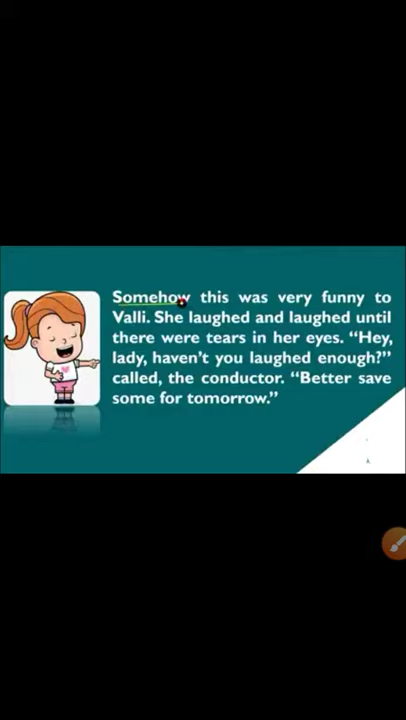 Somehow this was very funny to
Valli. She laughed and laughed until
there were tears in her eyes. “Hey,
lady, haven’t you laughed enough?”
called, the conductor. “Better save
some for tomorrow.”